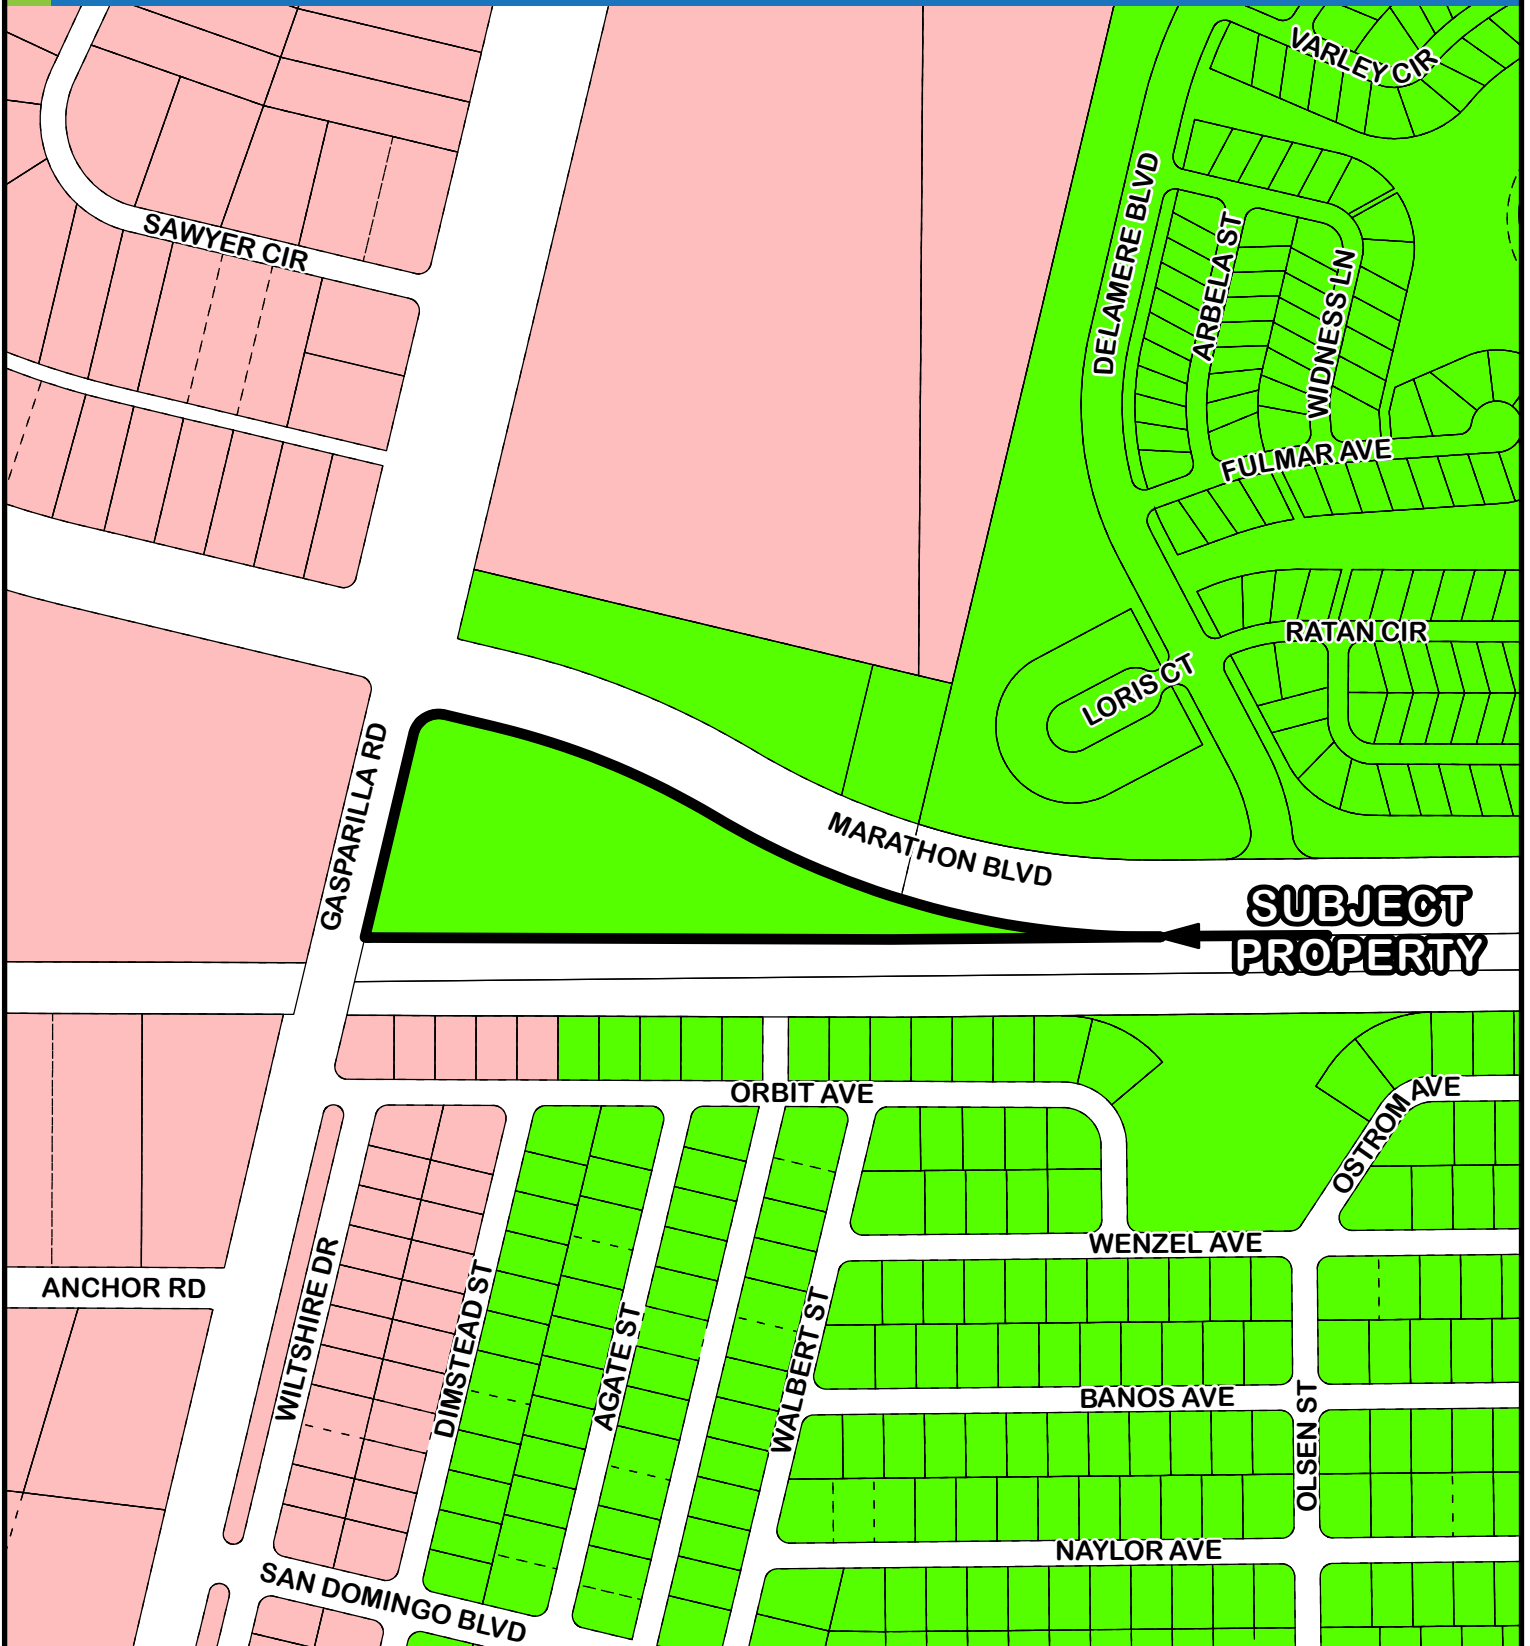 VARLEY CIR
SAWYER CIR
DELAMERE BLVD
ARBELA ST
WIDNESS LN
FULMAR AVE
RATAN CIR
LORIS CT
GASPARILLA RD
MARATHON BLVD
SUBJECT
PROPERTY
ORBIT AVE
OSTROM AVE
WENZEL AVE
ANCHOR RD
WILTSHIRE DR
DIMSTEAD ST
AGATE ST
WALBERT ST
BANOS AVE
OLSEN ST
NAYLOR AVE
SAN DOMINGO BLVD